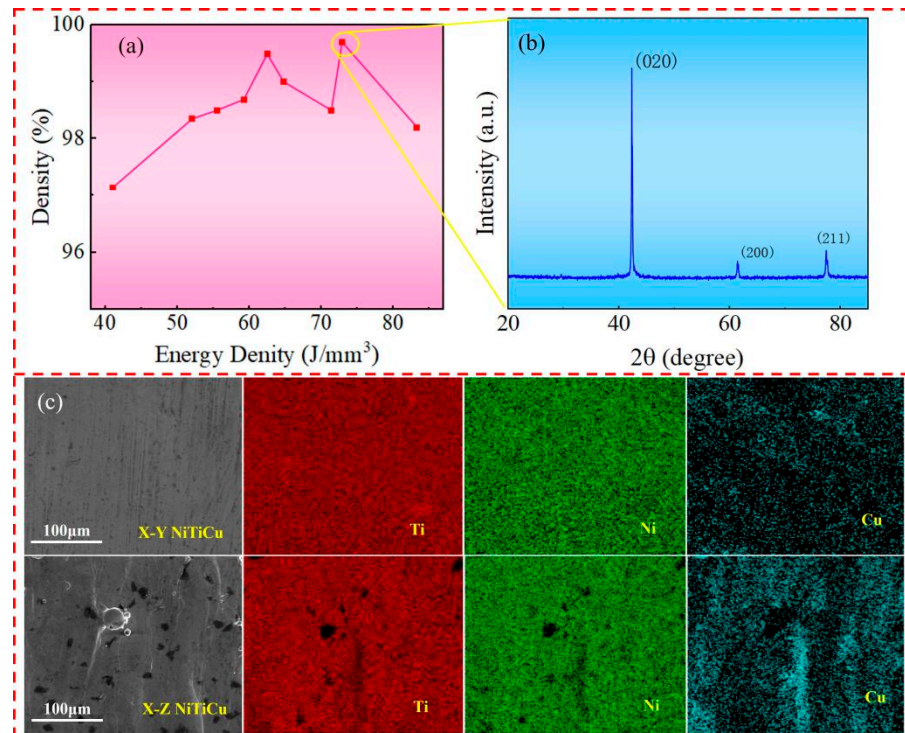 (a)
100
98
96
Density (%)
40 50 60 70 80
Energy Denity (J/mm³)
(b)
(020)
(200)
(211)
Intensity (a.u.)
20 40 60 80
2θ (degree)
(c)
100μm
X-Y NiTiCu
Ti
Ni
Cu
100μm
X-Z NiTiCu
Ti
Ni
Cu